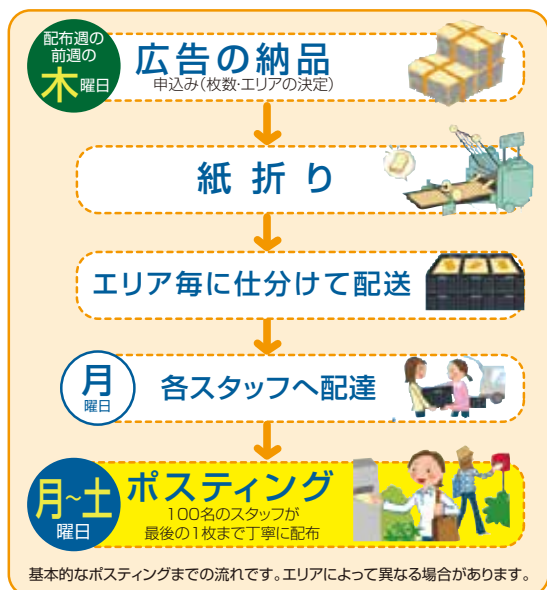 配布週の
前週の
木曜日
広告の納品
申込み(枚数・エリアの決定)
紙折り
エリア毎に仕分けて配送
月
曜日
各スタッフへ配達
月~土
曜日
ポスティング
100名のスタッフが
最後の1枚まで丁寧に配布
基本的なポスティングまでの流れです。エリアによって異なる場合があります。